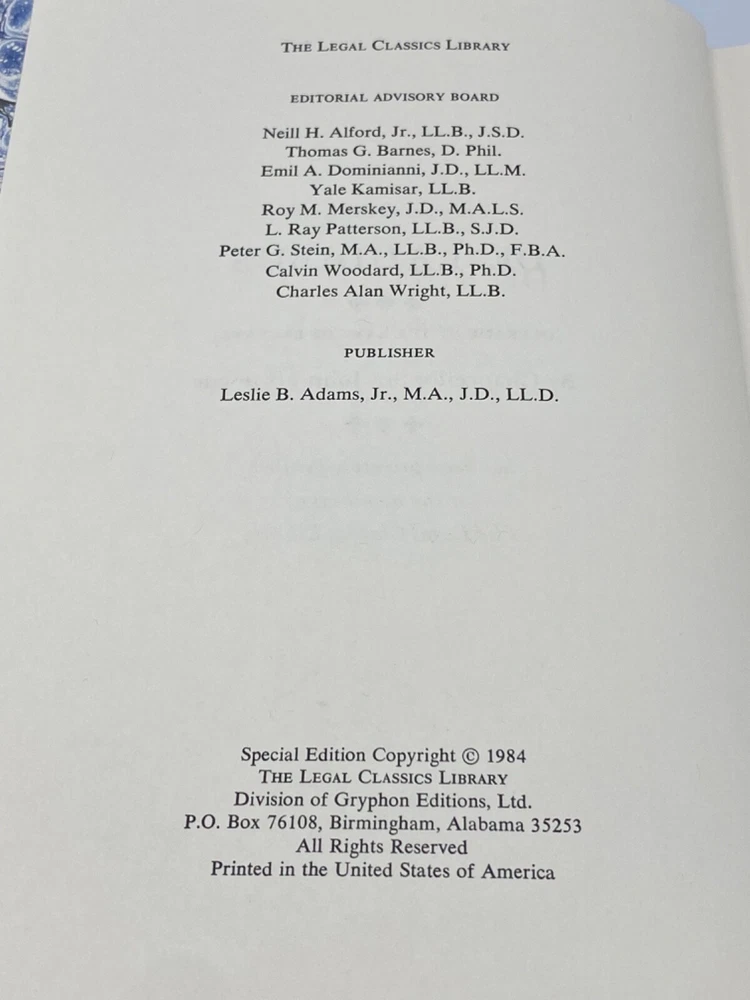 THE LEGAL CLASSICS LIBRARY
EDITORIAL ADVISORY BOARD
Neill H. Alford, Jr., LL.B., J.S.D.
Thomas G. Barnes, D. Phil.
Emil A. Dominianni, J.D., LL.M.
Yale Kamisar, LL.B.
Roy M. Merskey, J.D., M.A.L.S.
L. Ray Patterson, LL.B., S.J.D.
Peter G. Stein, M.A., LL.B., Ph.D., F.B.A.
Calvin Woodard, LL.B., Ph.D.
Charles Alan Wright, LL.B.
PUBLISHER
Leslie B. Adams, Jr., M.A., J.D., LL.D.
Special Edition Copyright © 1984
THE LEGAL CLASSICS LIBRARY
Division of Gryphon Editions, Ltd.
P.O. Box 76108, Birmingham, Alabama 35253
All Rights Reserved
Printed in the United States of America